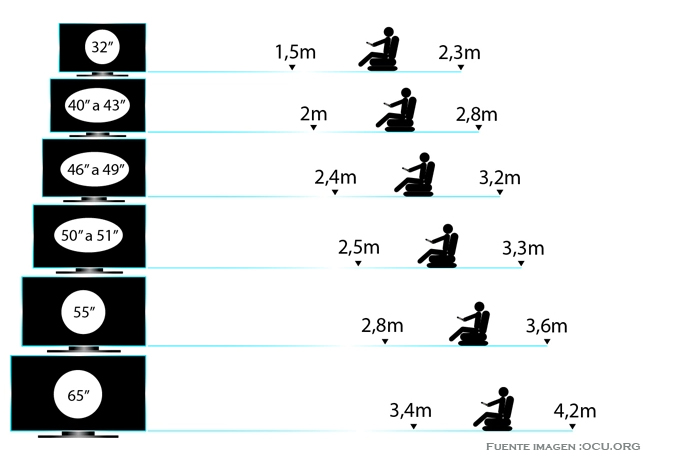 32” 1,5m 2,3m
40” a 43” 2m 2,8m
46” a 49” 2,4m 3,2m
50” a 51” 2,5m 3,3m
55” 2,8m 3,6m
65” 3,4m 4,2m
Fuente imagen :OCU.ORG